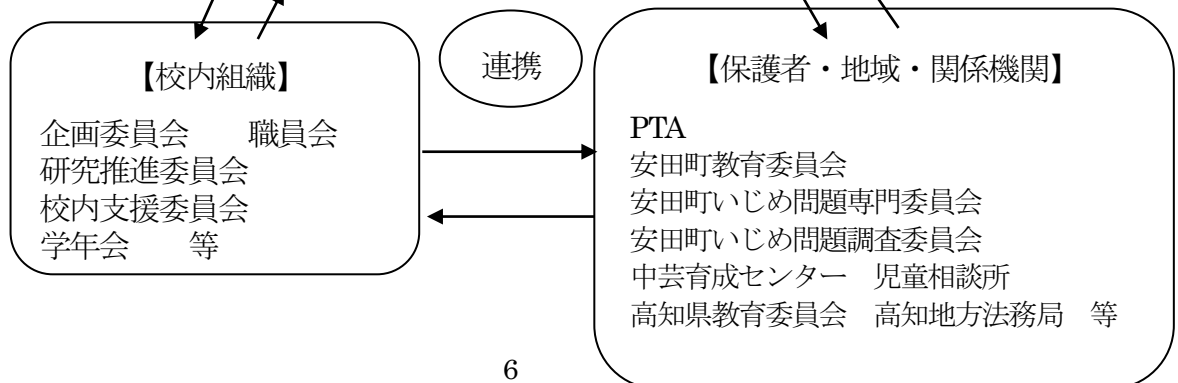 【校内組織】
企画委員会　　職員会
研究推進委員会
校内支援委員会
学年会　　等
連携
【保護者・地域・関係機関】
PTA
安田町教育委員会
安田町いじめ問題専門委員会
安田町いじめ問題調査委員会
中芸育成センター　児童相談所
高知県教育委員会　高知地方法務局　等
6